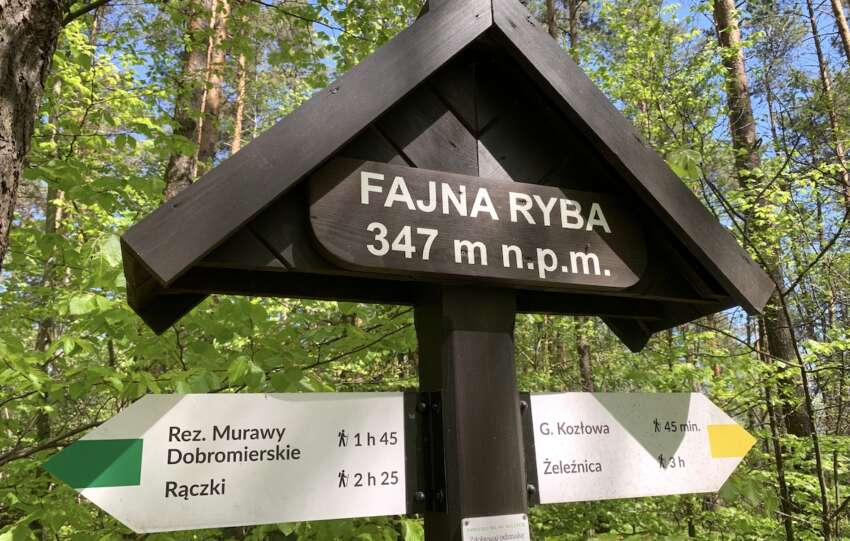 FAJNA RYBA
347 m n.p.m.
Rez. Murawy
Dobromierskie
1 h 45
Rączki
2 h 25
G. Kozłowa
45 min.
Żeleźnica
3 h